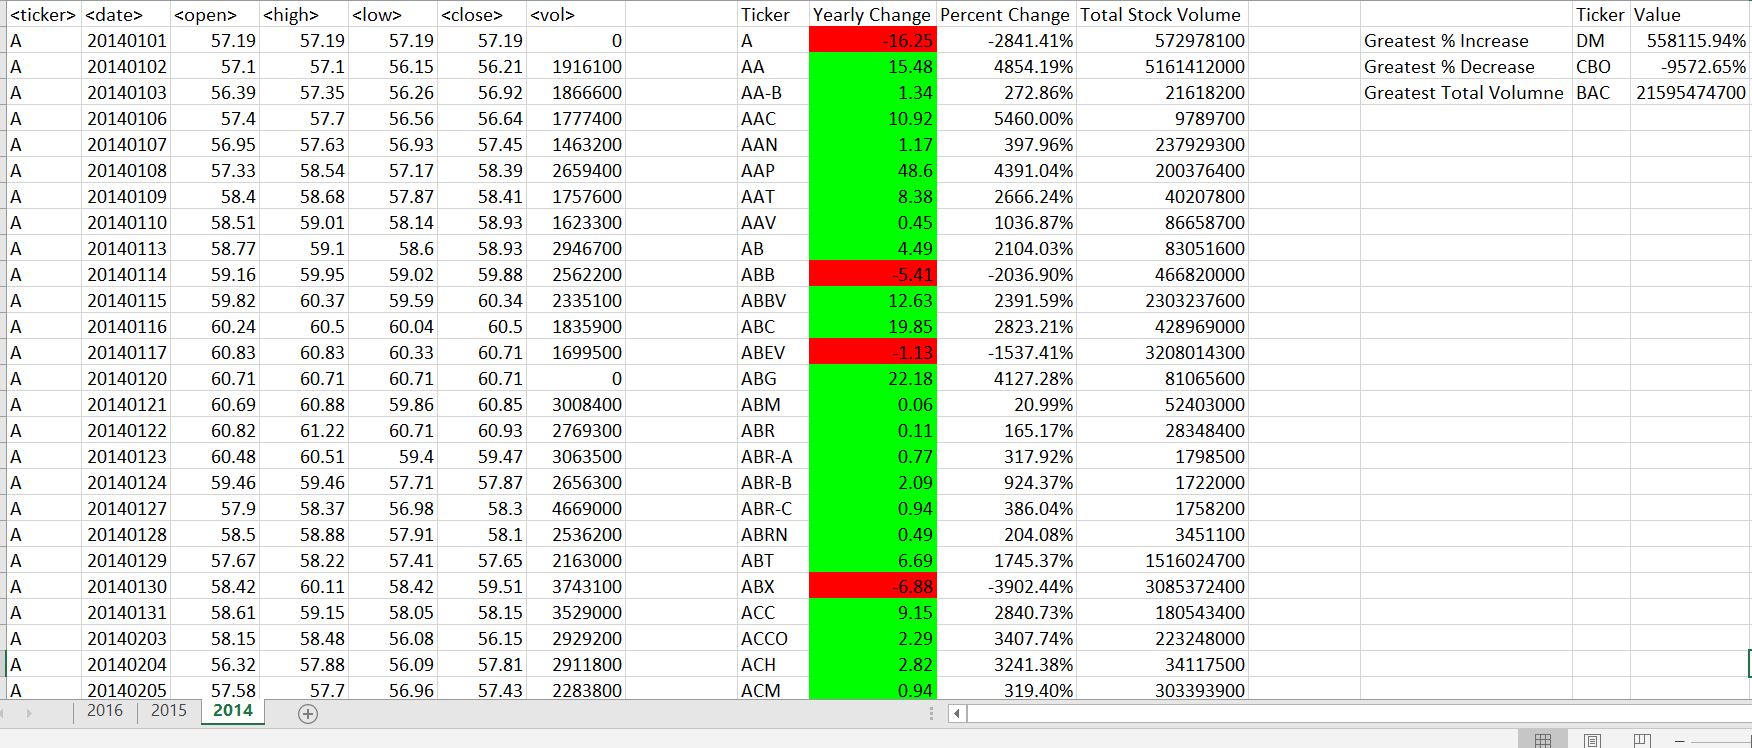 <ticker> <date> <open> <high> <low> <close> <vol> Ticker Yearly Change Percent Change Total Stock Volume Ticker Value
A 20140101 57.19 57.19 57.19 57.19 0 A -16.25 -2841.41% 572978100 Greatest % Increase DM 558115.94%
A 20140102 57.1 57.1 56.15 56.21 1916100 AA 15.48 4854.19% 5161412000 Greatest % Decrease CBO -9572.65%
A 20140103 56.39 57.35 56.26 56.92 1866600 AA-B 1.34 272.86% 21618200 Greatest Total Volumne BAC 21595474700
A 20140106 57.4 57.7 56.56 56.64 1777400 AAC 10.92 5460.00% 9789700
A 20140107 56.95 57.63 56.93 57.45 1463200 AAN 1.17 397.96% 237929300
A 20140108 57.33 58.54 57.17 58.39 2659400 AAP 48.6 4391.04% 200376400
A 20140109 58.4 58.68 57.87 58.41 1757600 AAT 8.38 2666.24% 40207800
A 20140110 58.51 59.01 58.14 58.93 1623300 AAV 0.45 1036.87% 86658700
A 20140113 58.77 59.1 58.6 58.93 2946700 AB 4.49 2104.03% 83051600
A 20140114 59.16 59.95 59.02 59.88 2562200 ABB -5.41 -2036.90% 466820000
A 20140115 59.82 60.37 59.59 60.34 2335100 ABBV 12.63 2391.59% 2303237600
A 20140116 60.24 60.5 60.04 60.5 1835900 ABC 19.85 2823.21% 428969000
A 20140117 60.83 60.83 60.33 60.71 1699500 ABEV -1.13 -1537.41% 3208014300
A 20140120 60.71 60.71 60.71 60.71 0 ABG 22.18 4127.28% 81065600
A 20140121 60.69 60.88 59.86 60.85 3008400 ABM 0.06 20.99% 52403000
A 20140122 60.82 61.22 60.71 60.93 2769300 ABR 0.11 165.17% 28348400
A 20140123 60.48 60.51 59.4 59.47 3063500 ABR-A 0.77 317.92% 1798500
A 20140124 59.46 59.46 57.71 57.87 2656300 ABR-B 2.09 924.37% 1722000
A 20140127 57.9 58.37 56.98 58.3 4669000 ABR-C 0.94 386.04% 1758200
A 20140128 58.5 58.88 57.91 58.1 2536200 ABRN 0.49 204.08% 3451100
A 20140129 57.67 58.22 57.41 57.65 2163000 ABT 6.69 1745.37% 1516024700
A 20140130 58.42 60.11 58.42 59.51 3743100 ABX -6.88 -3902.44% 3085372400
A 20140131 58.61 59.15 58.05 58.15 3529000 ACC 9.15 2840.73% 180543400
A 20140203 58.15 58.48 56.08 56.15 2929200 ACCO 2.29 3407.74% 223248000
A 20140204 56.32 57.88 56.09 57.81 2911800 ACH 2.82 3241.38% 34117500
A 20140205 57.58 57.7 56.96 57.43 2283800 ACM 0.94 319.40% 303393900
2016 2015 2014